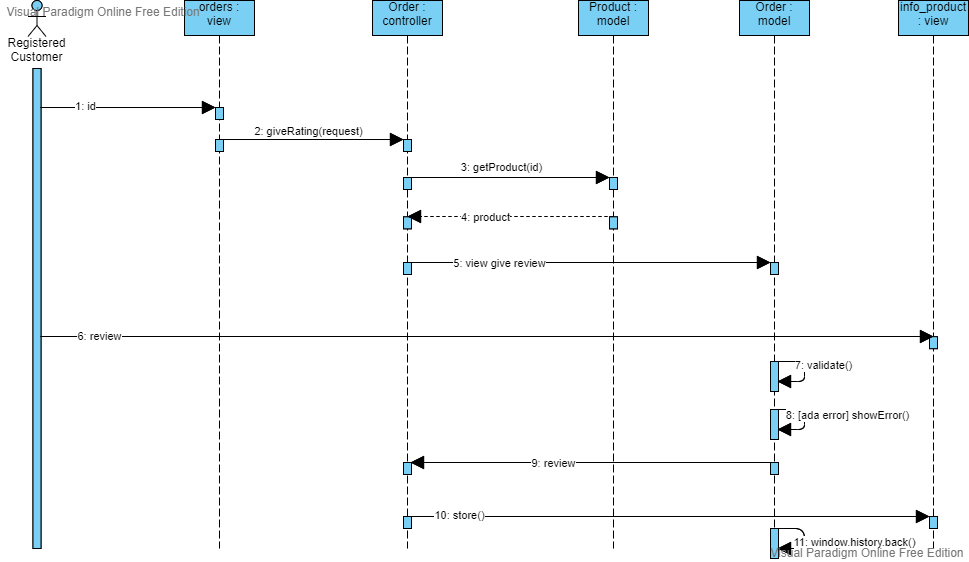 Visual Paradigm Online Free Edition
Registered
Customer
orders :
view
Order :
controller
Product :
model
Order :
model
info_product
: view
1: id
2: giveRating(request)
3: getProduct(id)
4: product
5: view give review
6: review
7: validate()
8: [ada error] showError()
9: review
10: store()
11: window.history.back()
Visual Paradigm Online Free Edition